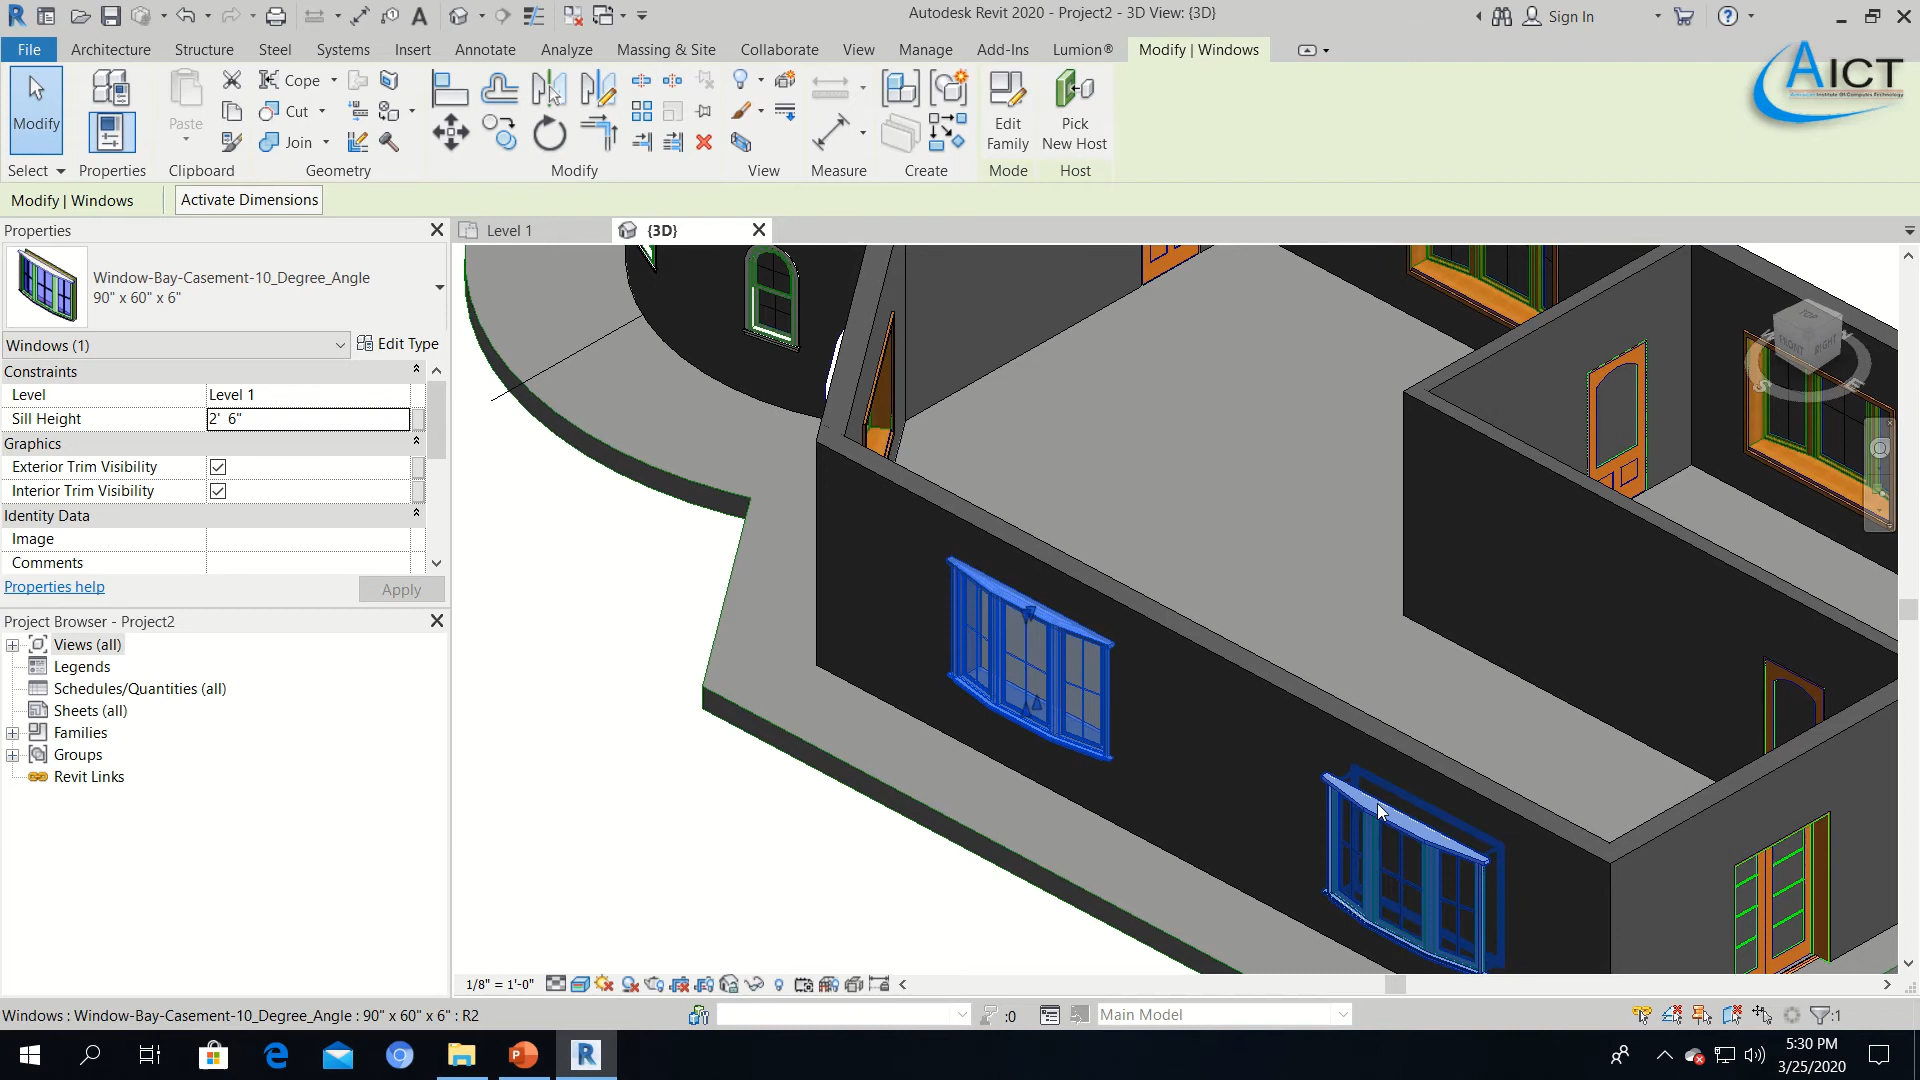 Autodesk Revit 2020 - Project2 - 3D View: {3D}
Sign In
File
Architecture
Structure
Steel
Systems
Insert
Annotate
Analyze
Massing & Site
Collaborate
View
Manage
Add-Ins
Lumion®
Modify | Windows
AICT
Modify
Paste
Cope
Cut
Join
Edit Family
Pick New Host
Select
Properties
Clipboard
Geometry
Modify
View
Measure
Create
Mode
Host
Modify | Windows
Activate Dimensions
Properties
Window-Bay-Casement-10_Degree_Angle
90" x 60" x 6"
Windows (1)
Edit Type
Constraints
Level
Level 1
Sill Height
2' 6"
Graphics
Exterior Trim Visibility
Interior Trim Visibility
Identity Data
Image
Comments
Properties help
Apply
Project Browser - Project2
Views (all)
Legends
Schedules/Quantities (all)
Sheets (all)
Families
Groups
Revit Links
Level 1
{3D}
TOP
FRONT
RIGHT
S
E
1/8" = 1'-0"
Windows : Window-Bay-Casement-10_Degree_Angle : 90" x 60" x 6" : R2
:0
Main Model
:1
5:30 PM
3/25/2020